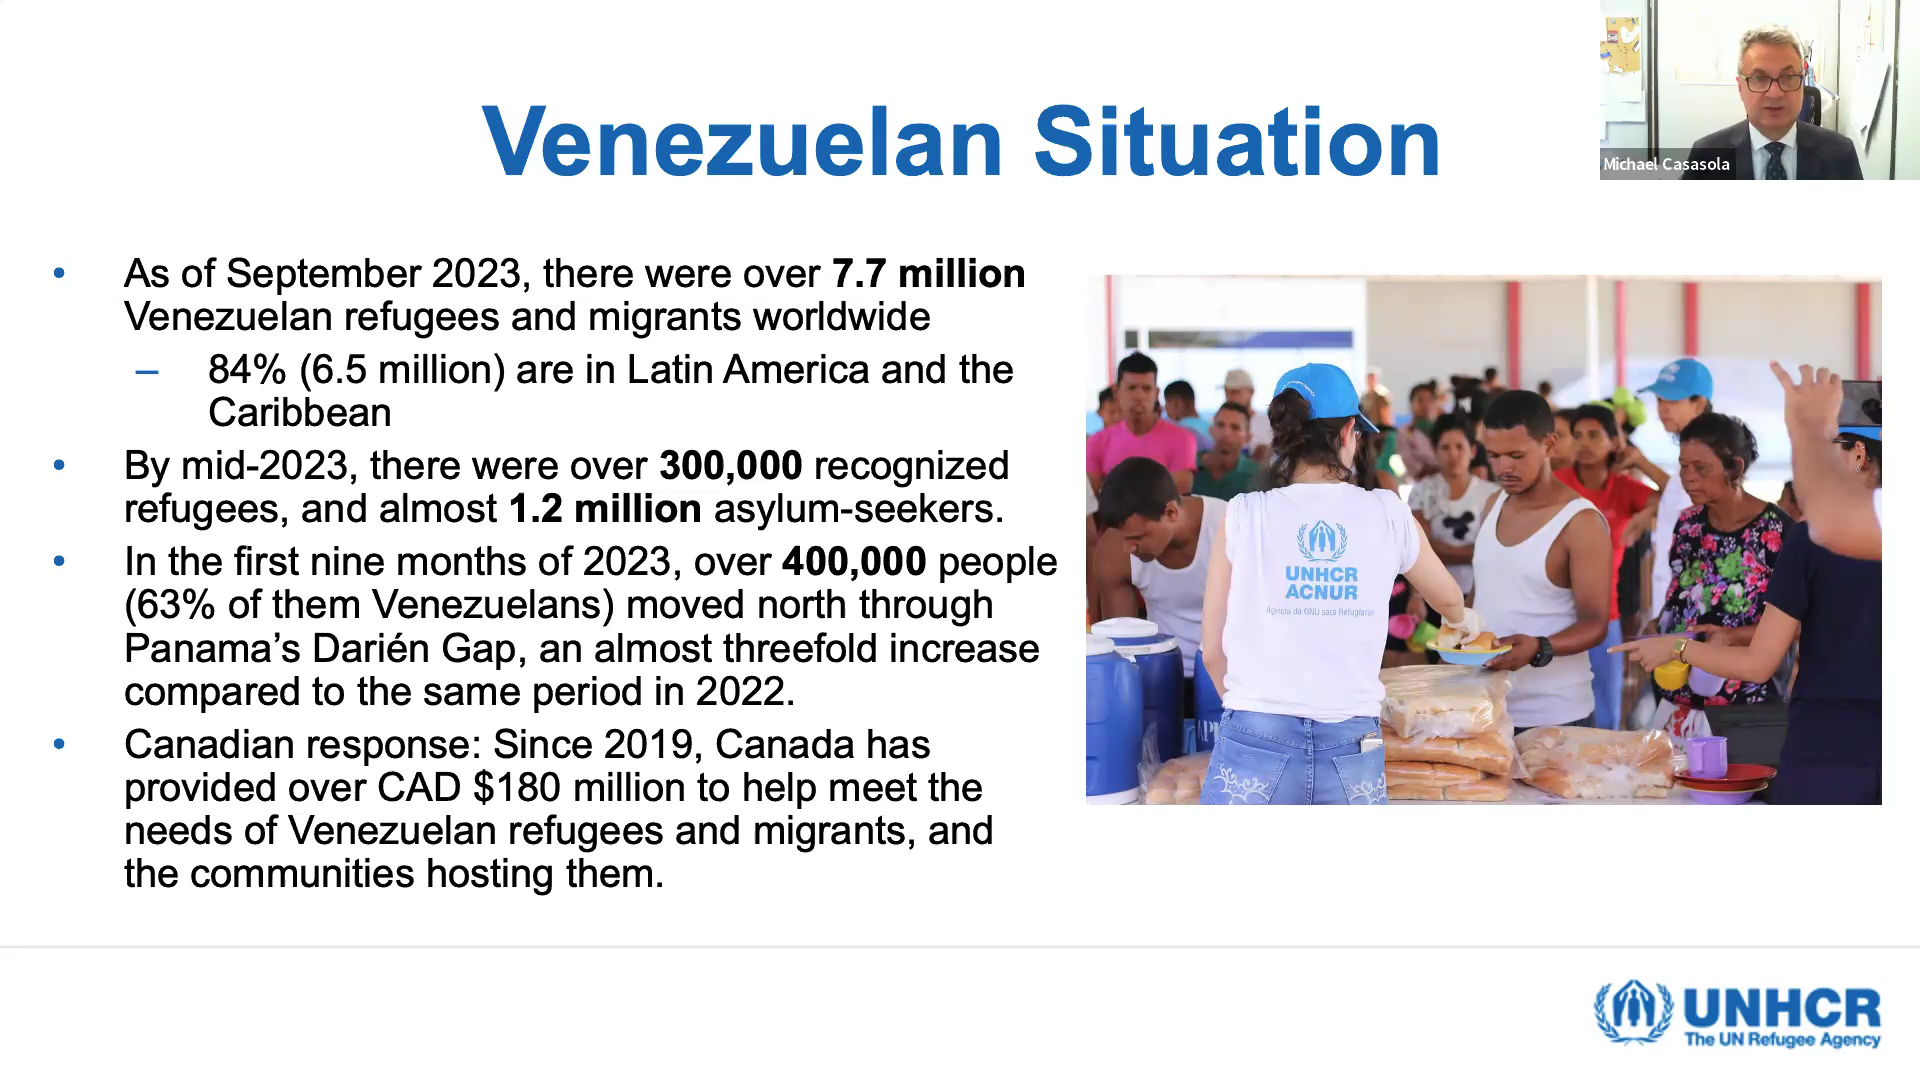 Venezuelan Situation
Michael Casasola
• As of September 2023, there were over 7.7 million
Venezuelan refugees and migrants worldwide
– 84% (6.5 million) are in Latin America and the
Caribbean
• By mid-2023, there were over 300,000 recognized
refugees, and almost 1.2 million asylum-seekers.
• In the first nine months of 2023, over 400,000 people
(63% of them Venezuelans) moved north through
Panama’s Darién Gap, an almost threefold increase
compared to the same period in 2022.
• Canadian response: Since 2019, Canada has
provided over CAD $180 million to help meet the
needs of Venezuelan refugees and migrants, and
the communities hosting them.
UNHCR
ACNUR
Agência da ONU para Refugiados
UNHCR
The UN Refugee Agency